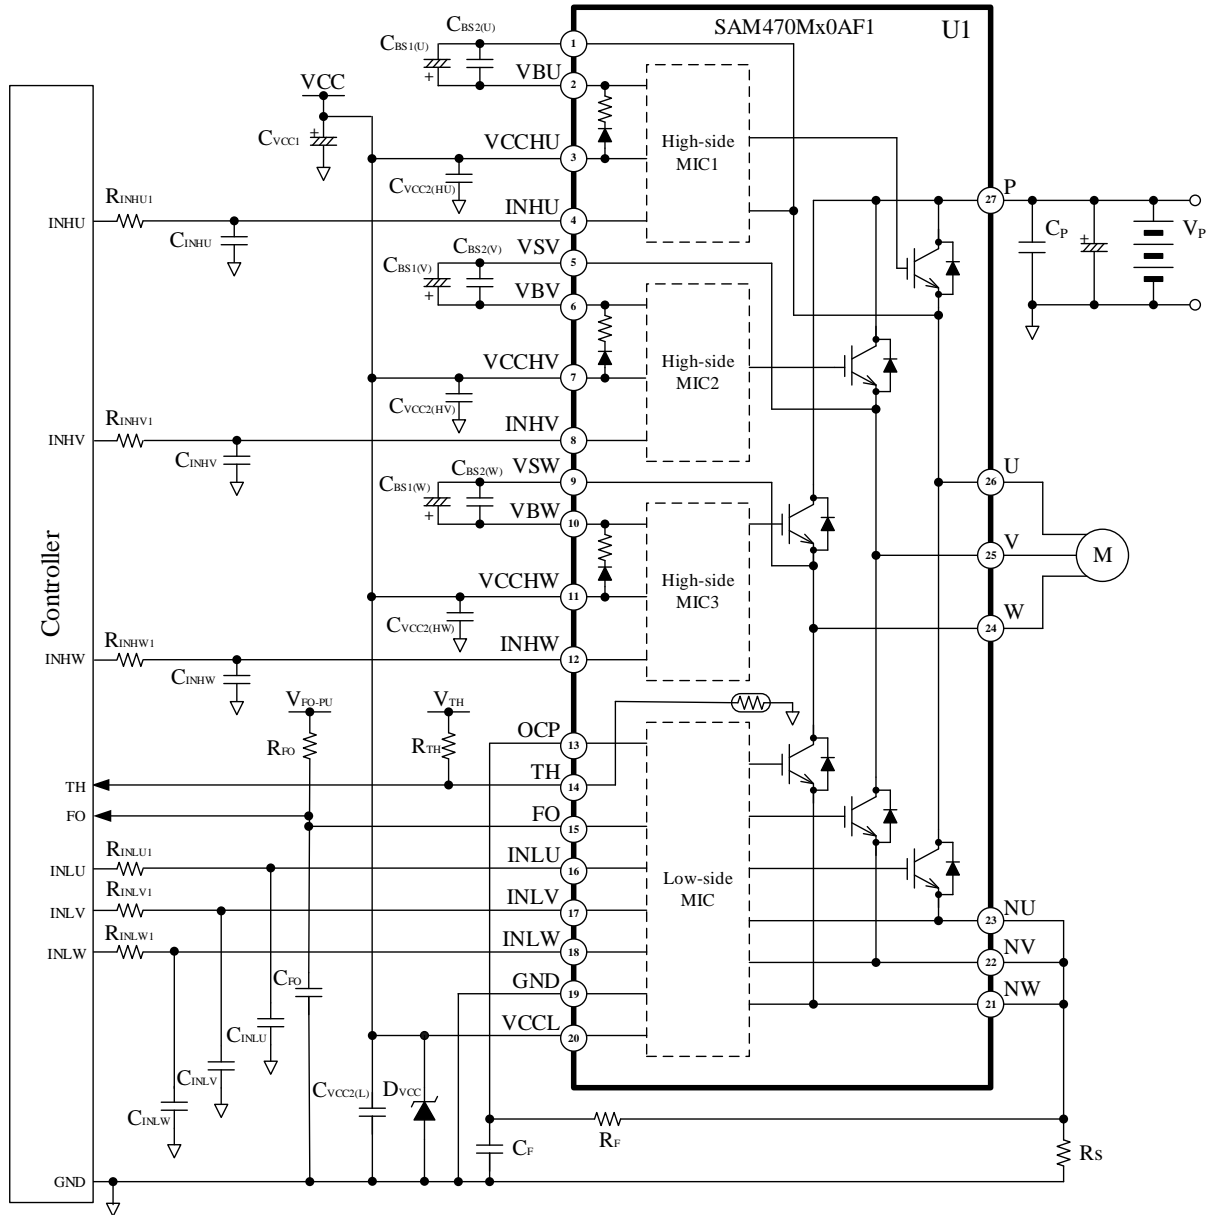 SAM470Mx0AF1
U1
CBS2(U)
CBS1(U)
1
VBU
2
VCC
CVCC1
VCCHU
3
CVCC2(HU)
High-side
MIC1
INHU
RINHU1
CINHU
INHU
4
P
27
CP
VP
VSV
5
CBS2(V)
CBS1(V)
VBV
6
VCCHV
7
CVCC2(HV)
High-side
MIC2
INHV
RINHV1
CINHV
INHV
8
VSW
9
CBS2(W)
CBS1(W)
VBW
10
U
26
V
25
M
W
24
VCCHW
11
CVCC2(HW)
High-side
MIC3
Controller
INHW
RINHW1
CINHW
INHW
12
VFO-PU
RFO
VTH
RTH
OCP
13
TH
TH
14
FO
FO
15
INLU
RINLU1
INLU
16
INLV
RINLV1
INLV
17
INLW
RINLW1
INLW
18
Low-side
MIC
NU
23
NV
22
NW
21
GND
19
VCCL
20
CFO
CINLU
CINLV
CINLW
CVCC2(L)
DVCC
CF
RF
Rs
GND